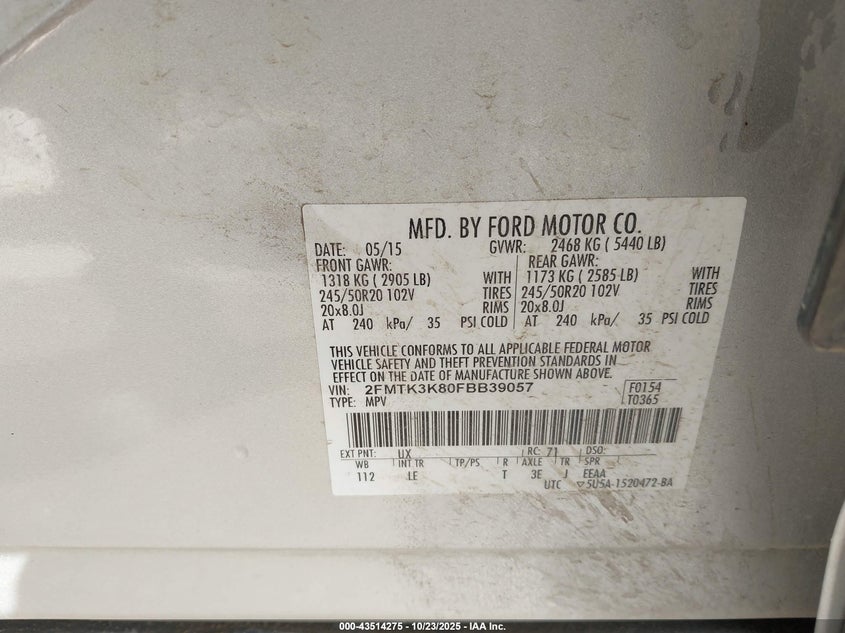 MFD. BY FORD MOTOR CO.
DATE: 05/15 GVWR: 2468 KG ( 5440 LB)
FRONT GAWR: REAR GAWR:
1318 KG ( 2905 LB) WITH 1173 KG ( 2585 LB) WITH
245/50R20 102V TIRES 245/50R20 102V TIRES
20x8.0J RIMS 20x8.0J RIMS
AT 240 kPa/ 35 PSI COLD AT 240 kPa/ 35 PSI COLD
THIS VEHICLE CONFORMS TO ALL APPLICABLE FEDERAL MOTOR
VEHICLE SAFETY AND THEFT PREVENTION STANDARDS IN
EFFECT ON THE DATE OF MANUFACTURE SHOWN ABOVE.
VIN: 2FMTK3K80FBB39057 F0154
TYPE: MPV T0365
EXT PNT: UX RC: 71 DSO:
WB INT TR TP/PS R AXLE TR SPR
112 LE T 3E J EEAA
UTC ▽5U5A-1520472-BA
000-43514275 - 10/23/2025 - IAA Inc.